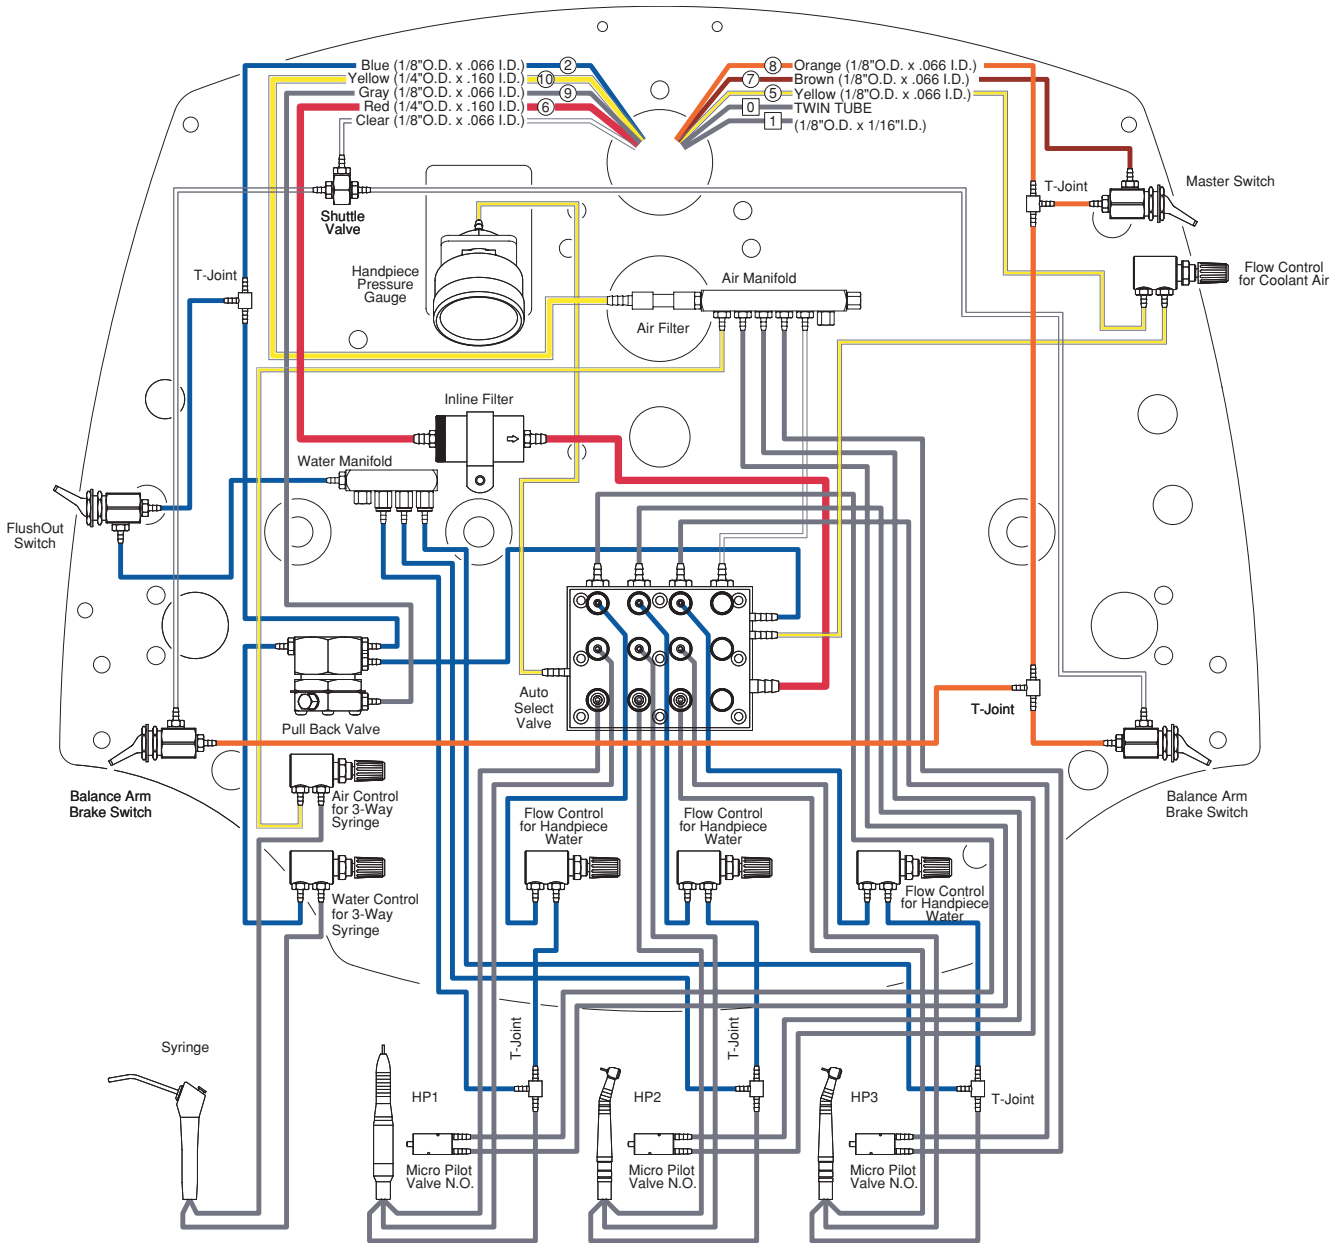 Blue (1/8"O.D. x .066 I.D.) 2
Yellow (1/4"O.D. x .160 I.D.) 10
Gray (1/8"O.D. x .066 I.D.) 9
Red (1/4"O.D. x .160 I.D.) 6
Clear (1/8"O.D. x .066 I.D.)
8 Orange (1/8"O.D. x .066 I.D.)
7 Brown (1/8"O.D. x .066 I.D.)
5 Yellow (1/8"O.D. x .066 I.D.)
0 TWIN TUBE
1 (1/8"O.D. x 1/16"I.D.)
T-Joint
Master Switch
Shuttle
Valve
T-Joint
Handpiece
Pressure
Gauge
Air Manifold
Air Filter
Flow Control
for Coolant Air
Inline Filter
Water Manifold
FlushOut
Switch
Auto
Select
Valve
T-Joint
Pull Back Valve
Balance Arm
Brake Switch
Air Control
for 3-Way
Syringe
Flow Control
for Handpiece
Water
Flow Control
for Handpiece
Water
Balance Arm
Brake Switch
Water Control
for 3-Way
Syringe
Flow Control
for Handpiece
Water
T-Joint
T-Joint
Syringe
HP1
HP2
HP3
T-Joint
Micro Pilot
Valve N.O.
Micro Pilot
Valve N.O.
Micro Pilot
Valve N.O.